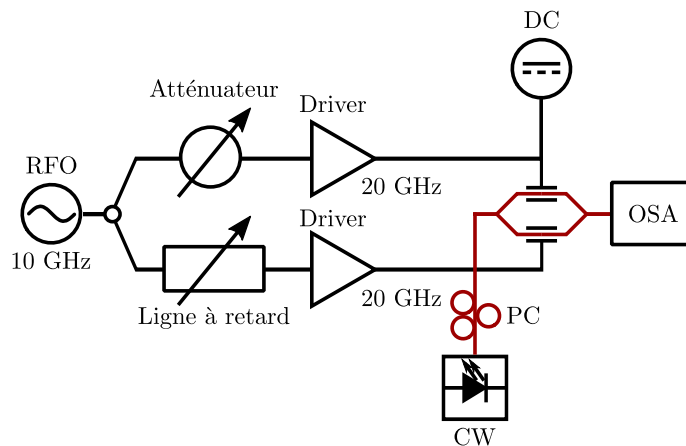 DC
Atténuateur
Driver
RFO
20 GHz
10 GHz
Driver
OSA
20 GHz
Ligne à retard
PC
CW